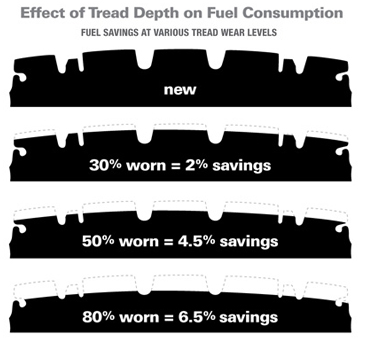 Effect of Tread Depth on Fuel Consumption
FUEL SAVINGS AT VARIOUS TREAD WEAR LEVELS
new
30% worn = 2% savings
50% worn = 4.5% savings
80% worn = 6.5% savings